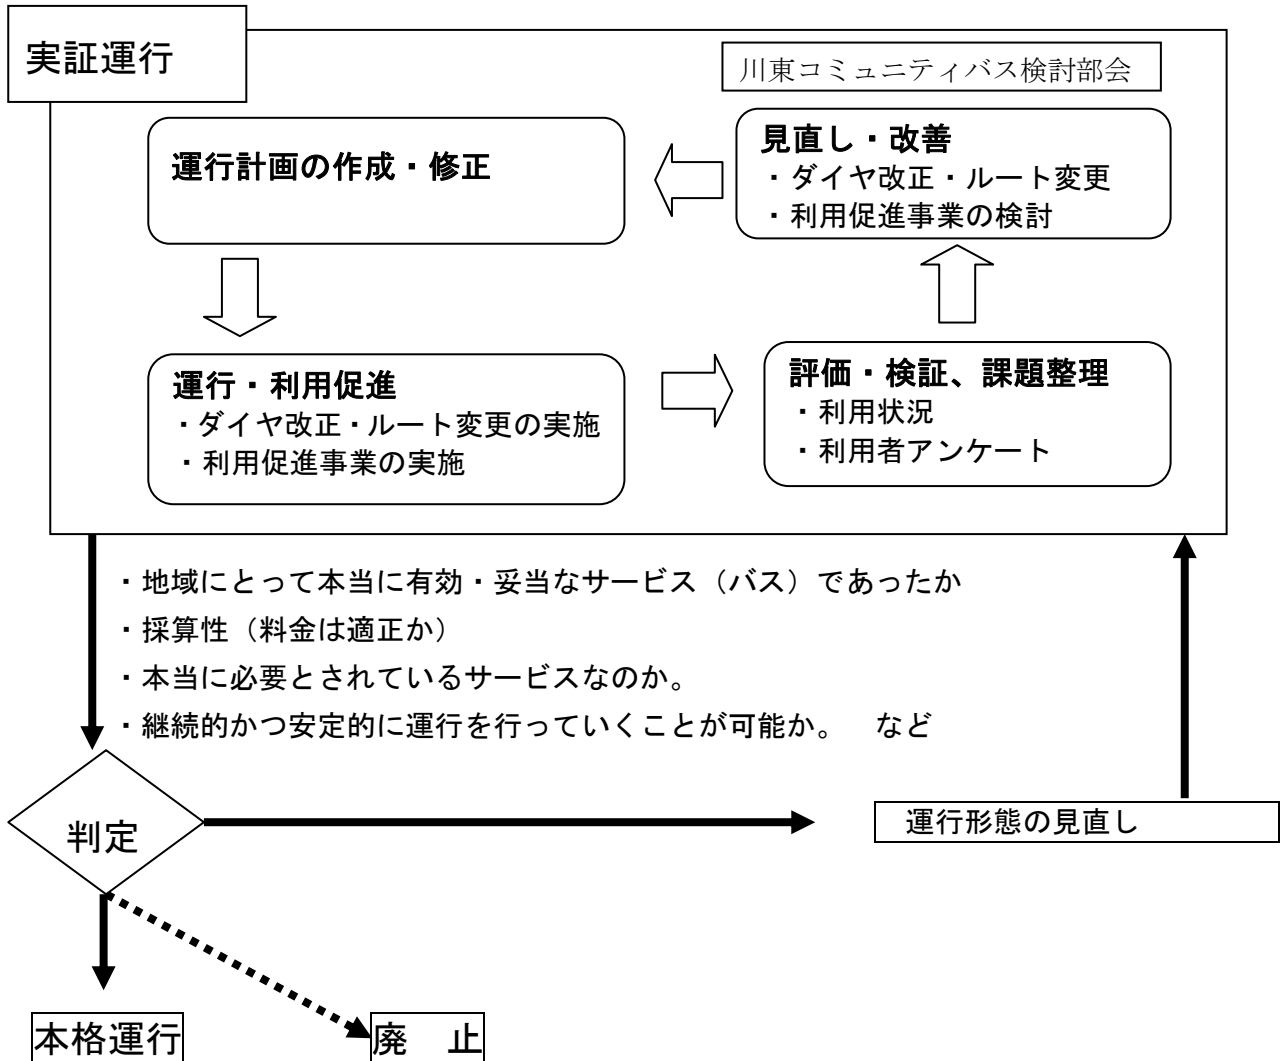 実証運行
川東コミュニティバス検討部会
運行計画の作成・修正
見直し・改善
・ダイヤ改正・ルート変更
・利用促進事業の検討
運行・利用促進
・ダイヤ改正・ルート変更の実施
・利用促進事業の実施
評価・検証、課題整理
・利用状況
・利用者アンケート
・地域にとって本当に有効・妥当なサービス（バス）であったか
・採算性（料金は適正か）
・本当に必要とされているサービスなのか。
・継続的かつ安定的に運行を行っていくことが可能か。　など
判定
運行形態の見直し
本格運行
廃　止